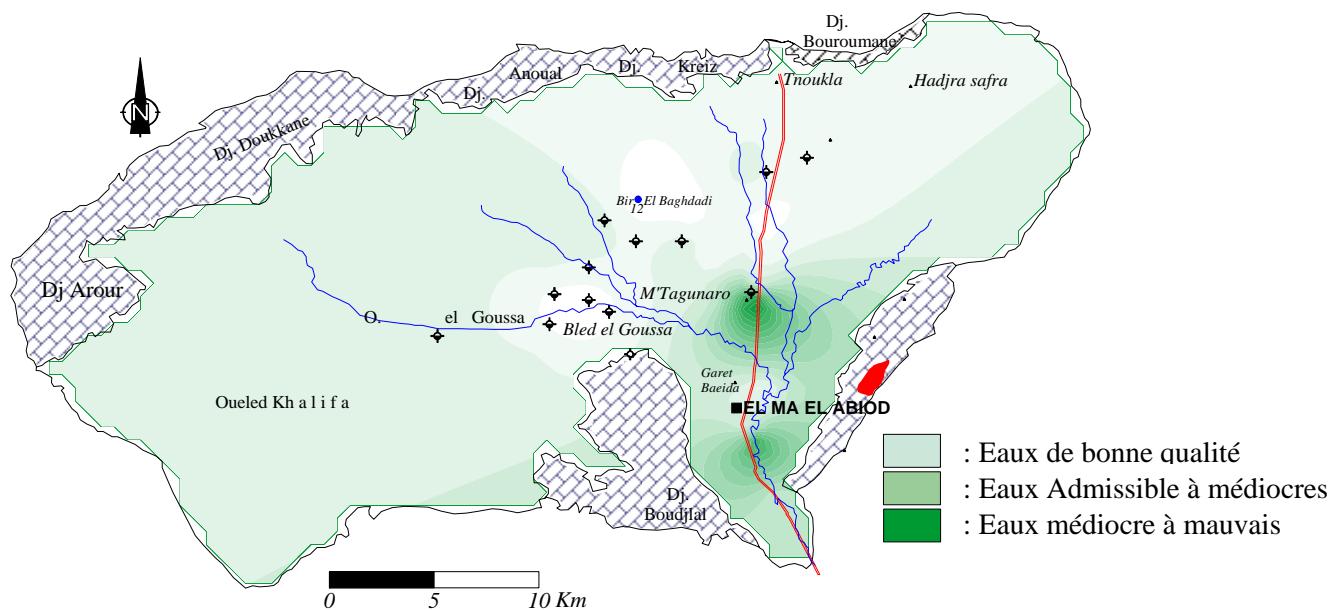 Dj.
Bouroumane
Anoual Dj. Kreiz
Dj.
Tnoukla
Hadjra safra
N
Dj. Doukkane
Bir El Baghdadi
12
Dj Arour
M'Tagunaro
O. el Goussa
Bled el Goussa
Garet
Baeida
Oueled Kh a l i f a
EL MA EL ABIOD
: Eaux de bonne qualité
: Eaux Admissible à médiocres
: Eaux médiocre à mauvais
Dj.
Boudjlal
0 5 10 Km